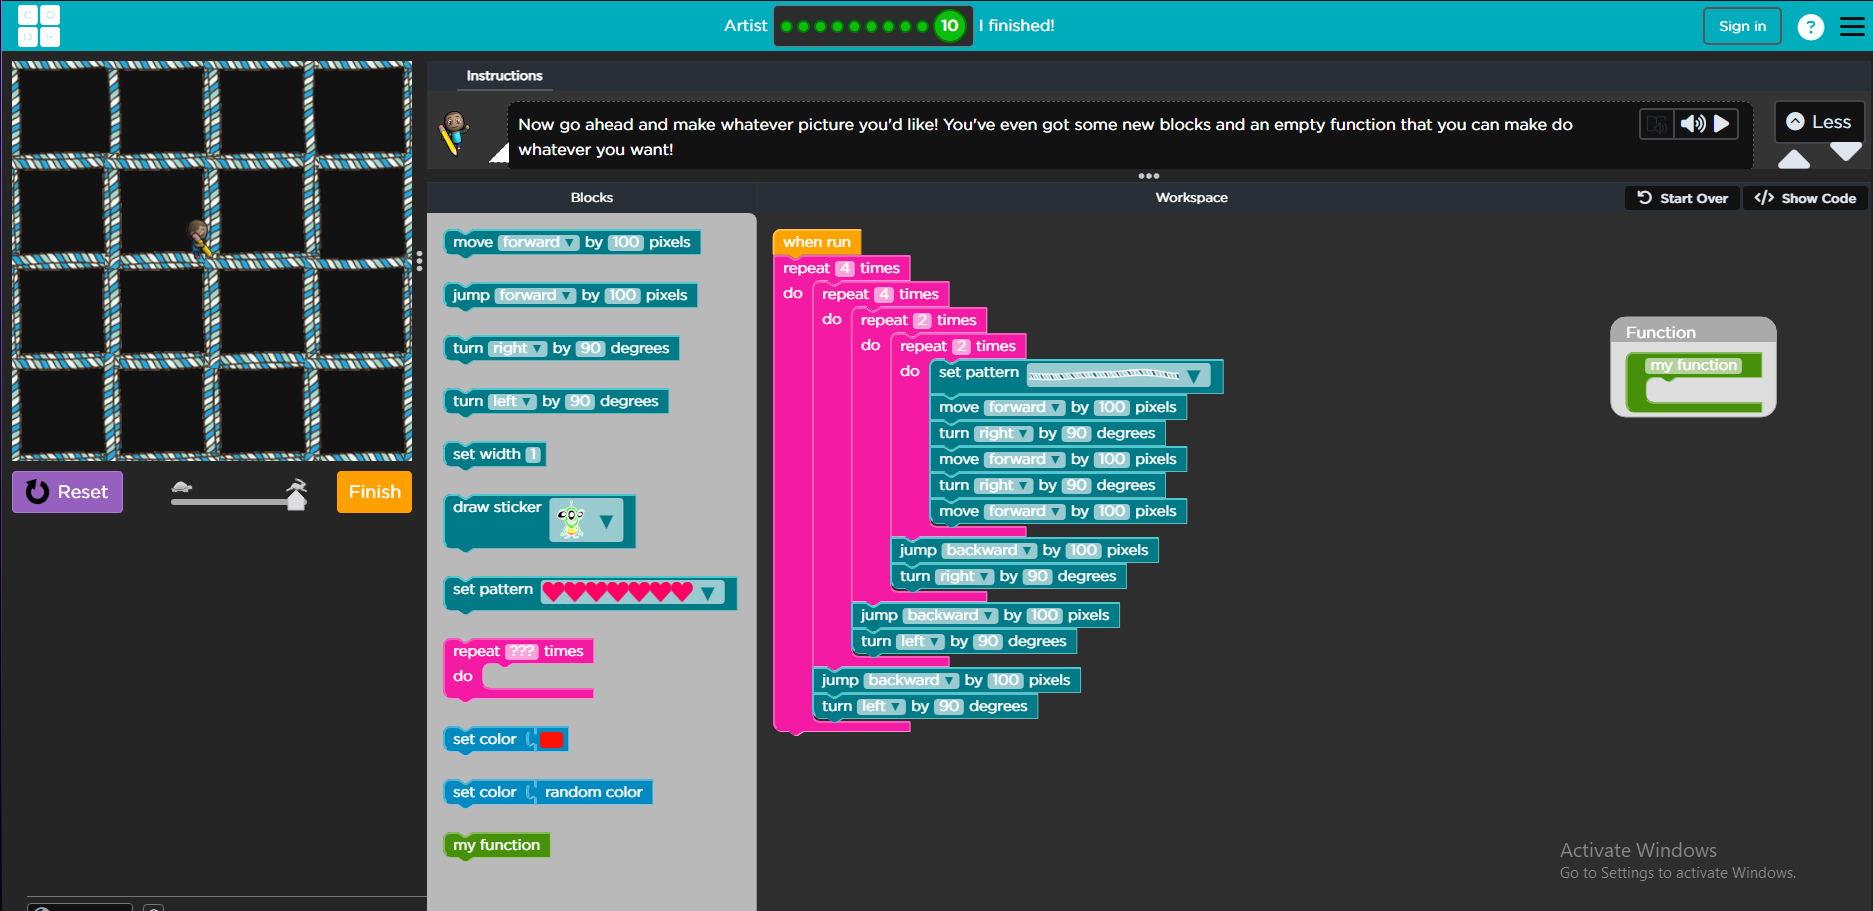 Artist 10 I finished!
Sign in ?
Instructions
Now go ahead and make whatever picture you'd like! You've even got some new blocks and an empty function that you can make do
whatever you want!
Less
Blocks
Workspace
Start Over
</> Show Code
Reset
Finish
move forward by 100 pixels
jump forward by 100 pixels
turn right by 90 degrees
turn left by 90 degrees
set width 1
draw sticker
set pattern
repeat ??? times
do
set color
set color random color
my function
when run
repeat 4 times
do repeat 4 times
do repeat 2 times
do repeat 2 times
do set pattern
move forward by 100 pixels
turn right by 90 degrees
move forward by 100 pixels
turn right by 90 degrees
move forward by 100 pixels
jump backward by 100 pixels
turn right by 90 degrees
jump backward by 100 pixels
turn left by 90 degrees
jump backward by 100 pixels
turn left by 90 degrees
Function
my function
Activate Windows
Go to Settings to activate Windows.